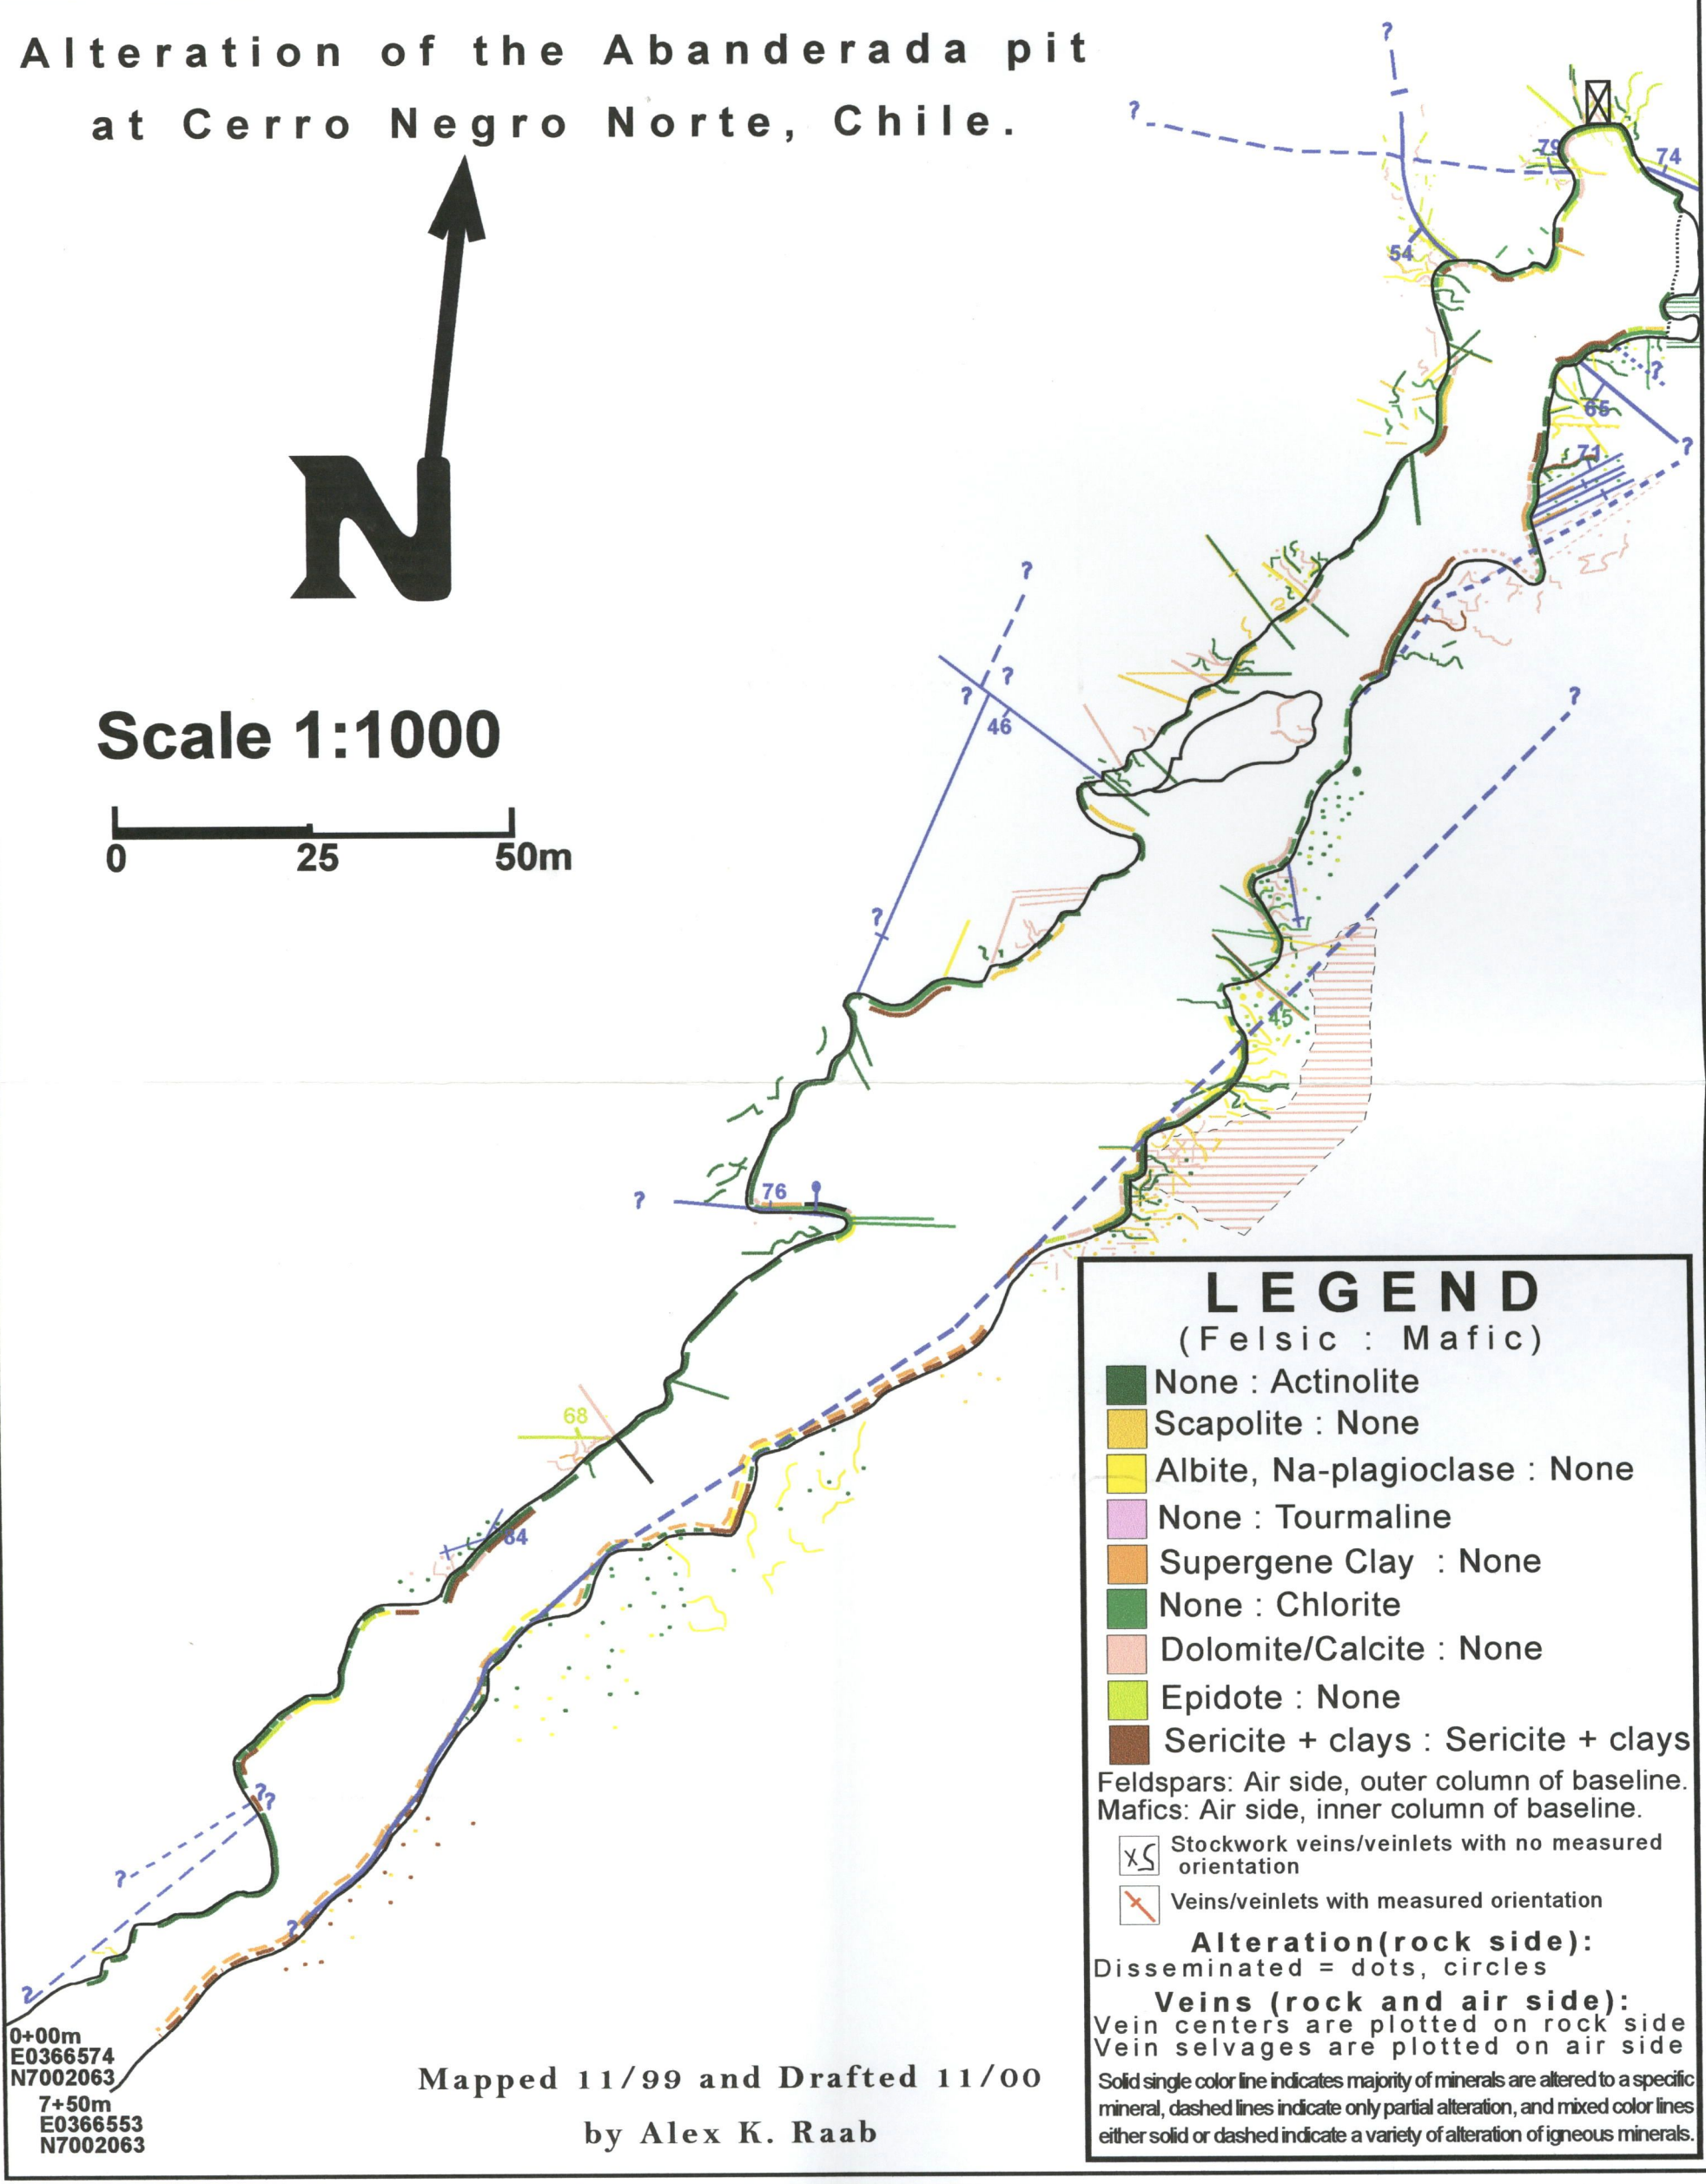 Alteration of the Abanderada pit
at Cerro Negro Norte, Chile.
N
Scale 1:1000
0 25 50m
?
?
79
74
54
?
65
71
?
?
?
?
46
?
?
?
45
?
76
68
84
??
?
?
?
0+00m
E0366574
N7002063
7+50m
E0366553
N7002063
Mapped 11/99 and Drafted 11/00
by Alex K. Raab
LEGEND
(Felsic : Mafic)
None : Actinolite
Scapolite : None
Albite, Na-plagioclase : None
None : Tourmaline
Supergene Clay : None
None : Chlorite
Dolomite/Calcite : None
Epidote : None
Sericite + clays : Sericite + clays
Feldspars: Air side, outer column of baseline.
Mafics: Air side, inner column of baseline.
Stockwork veins/veinlets with no measured
orientation
Veins/veinlets with measured orientation
Alteration(rock side):
Disseminated = dots, circles
Veins (rock and air side):
Vein centers are plotted on rock side
Vein selvages are plotted on air side
Solid single color line indicates majority of minerals are altered to a specific
mineral, dashed lines indicate only partial alteration, and mixed color lines
either solid or dashed indicate a variety of alteration of igneous minerals.